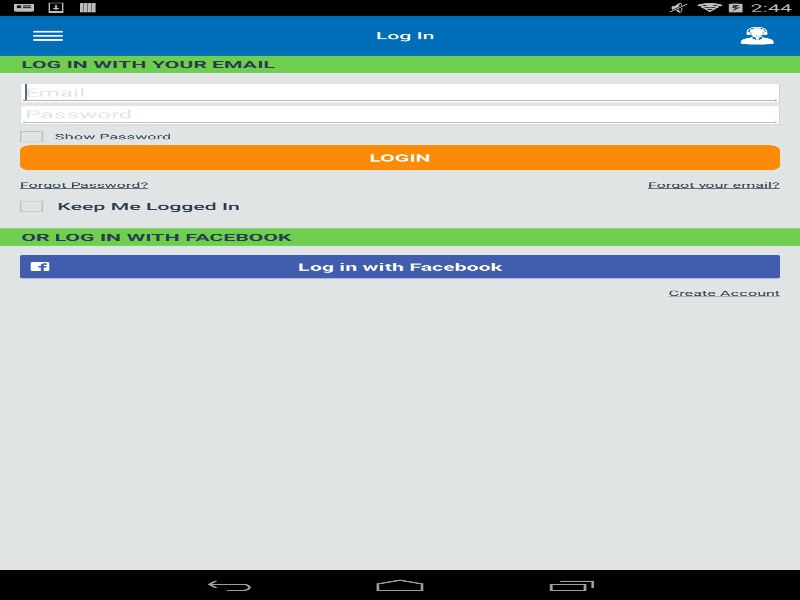 2:44
Log In
LOG IN WITH YOUR EMAIL
Email
Password
Show Password
LOGIN
Forgot Password? Forgot your email?
Keep Me Logged In
OR LOG IN WITH FACEBOOK
Log in with Facebook
Create Account